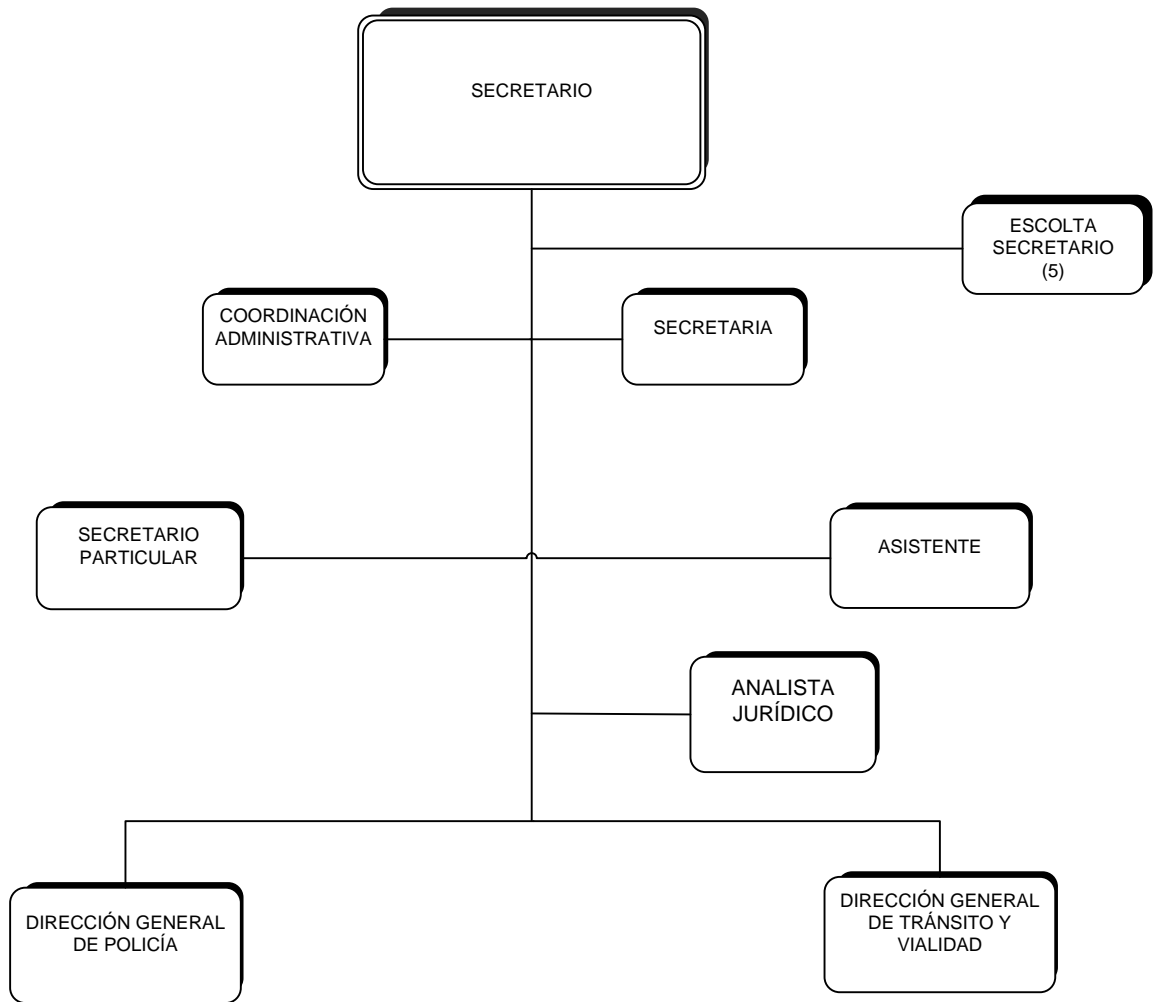 SECRETARIO
ESCOLTA
SECRETARIO
(5)
COORDINACIÓN
ADMINISTRATIVA
SECRETARIA
SECRETARIO
PARTICULAR
ASISTENTE
ANALISTA
JURÍDICO
DIRECCIÓN GENERAL
DE POLICÍA
DIRECCIÓN GENERAL
DE TRÁNSITO Y
VIALIDAD